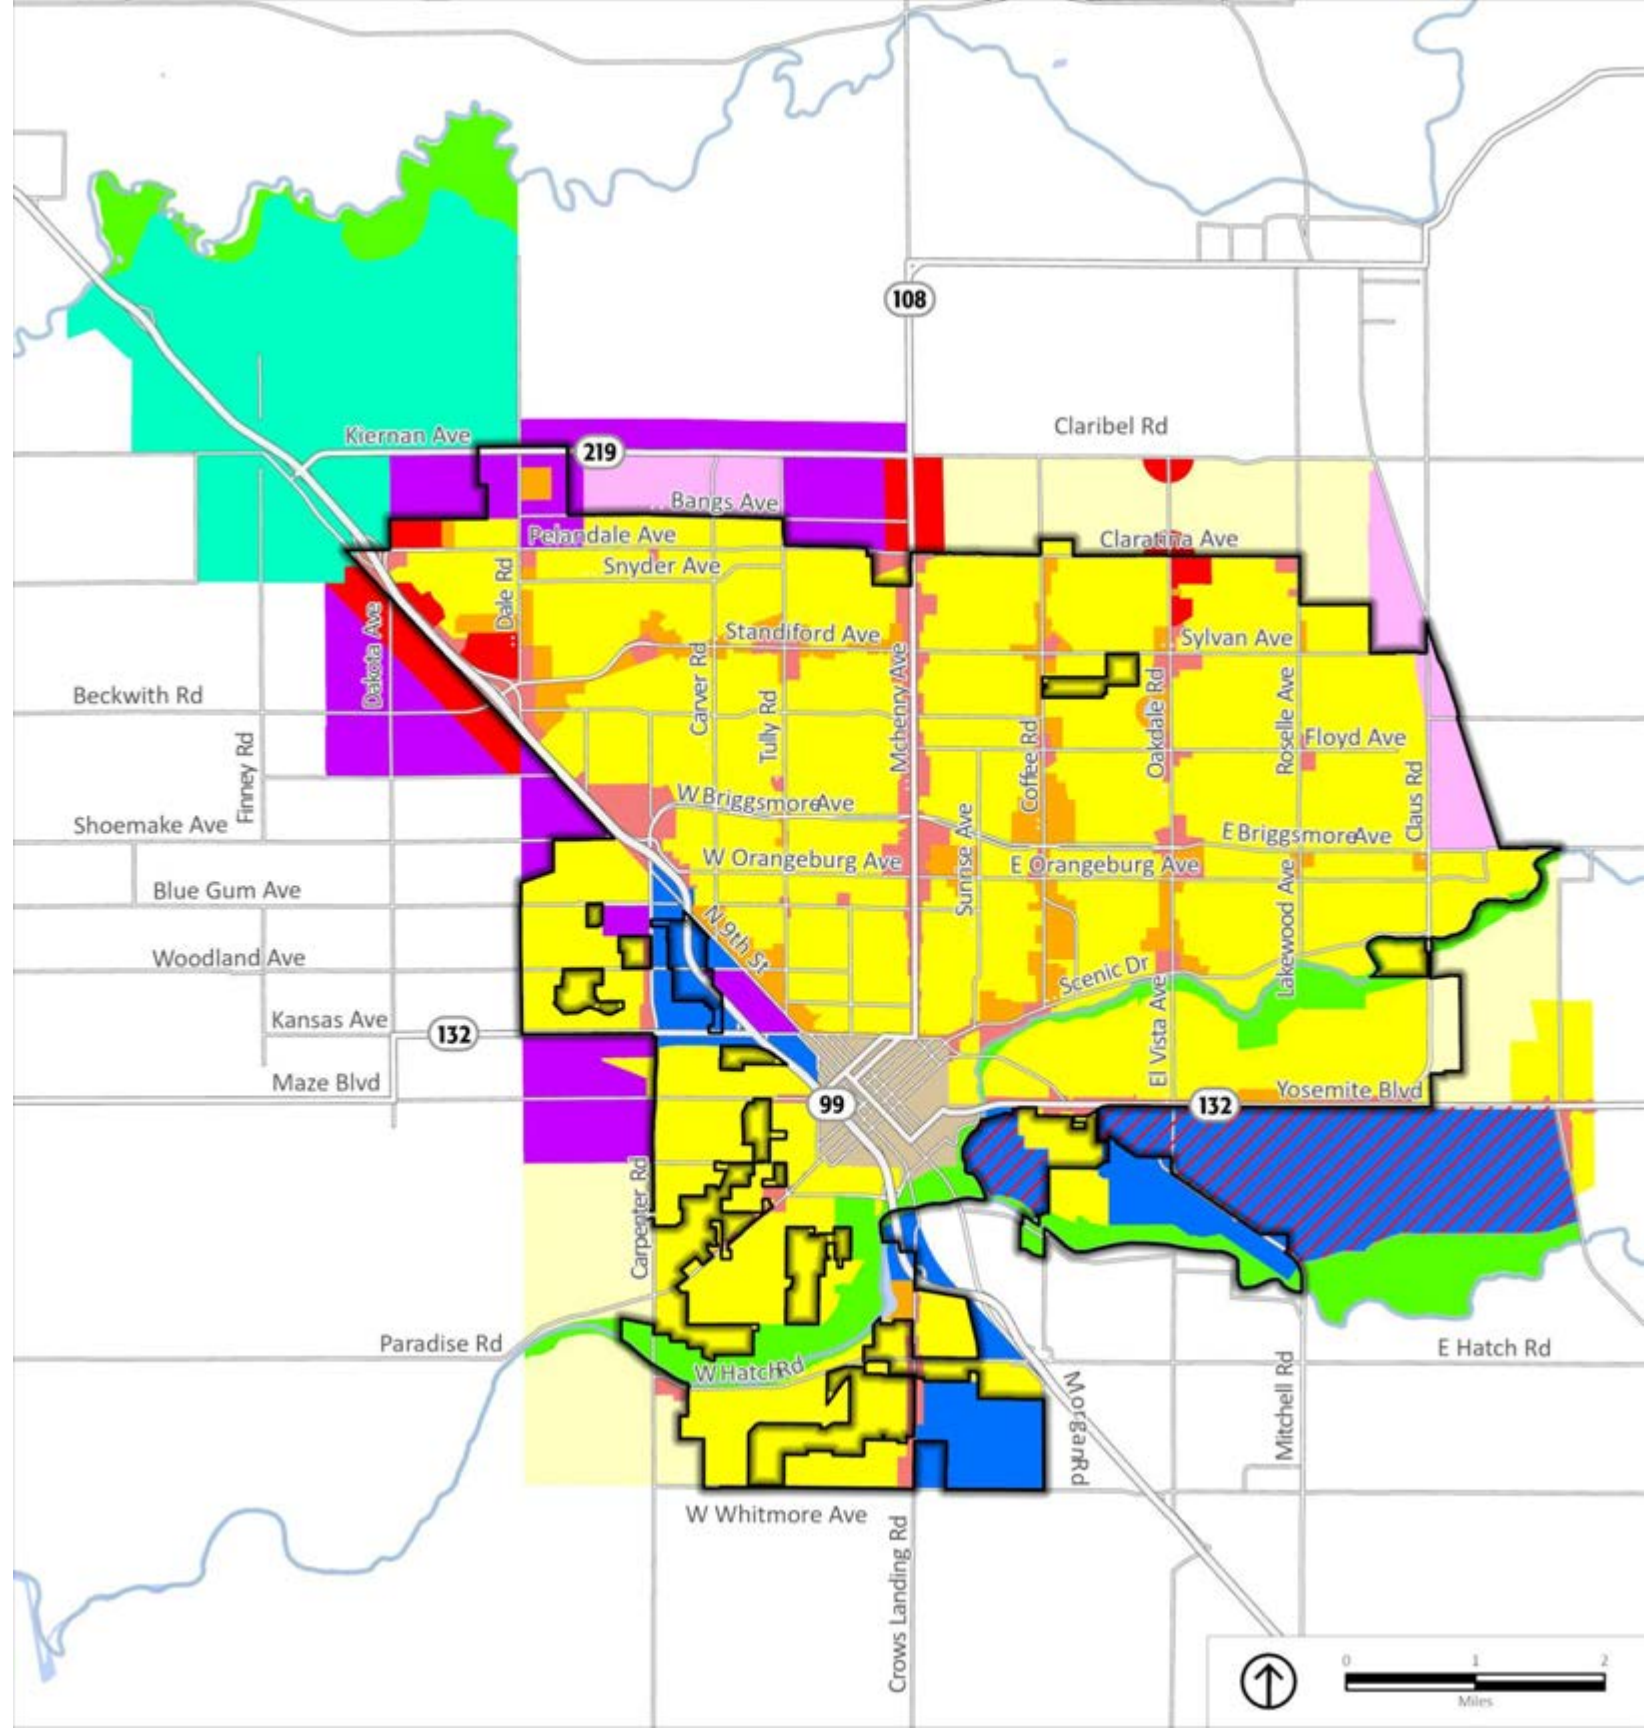 108
Claribel Rd
Kiernan Ave
219
Bangs Ave
Pelandale Ave
Claratina Ave
Snyder Ave
Dale Rd
Dakota Ave
Standiford Ave
Sylvan Ave
Carver Rd
Mchenry Ave
Beckwith Rd
Tully Rd
Oakdale Rd
Roselle Ave
Coffee Rd
Floyd Ave
Finney Rd
Claus Rd
W Briggsmore Ave
Shoemake Ave
E Briggsmore Ave
Sunrise Ave
W Orangeburg Ave
E Orangeburg Ave
Blue Gum Ave
Lakewood Ave
N 9th St
Woodland Ave
Scenic Dr
El Vista Ave
Kansas Ave
132
Maze Blvd
Yosemite Blvd
99
132
Carpenter Rd
Paradise Rd
E Hatch Rd
W Hatch Rd
Morgan Rd
Mitchell Rd
W Whitmore Ave
Crows Landing Rd
0 1 2
Miles